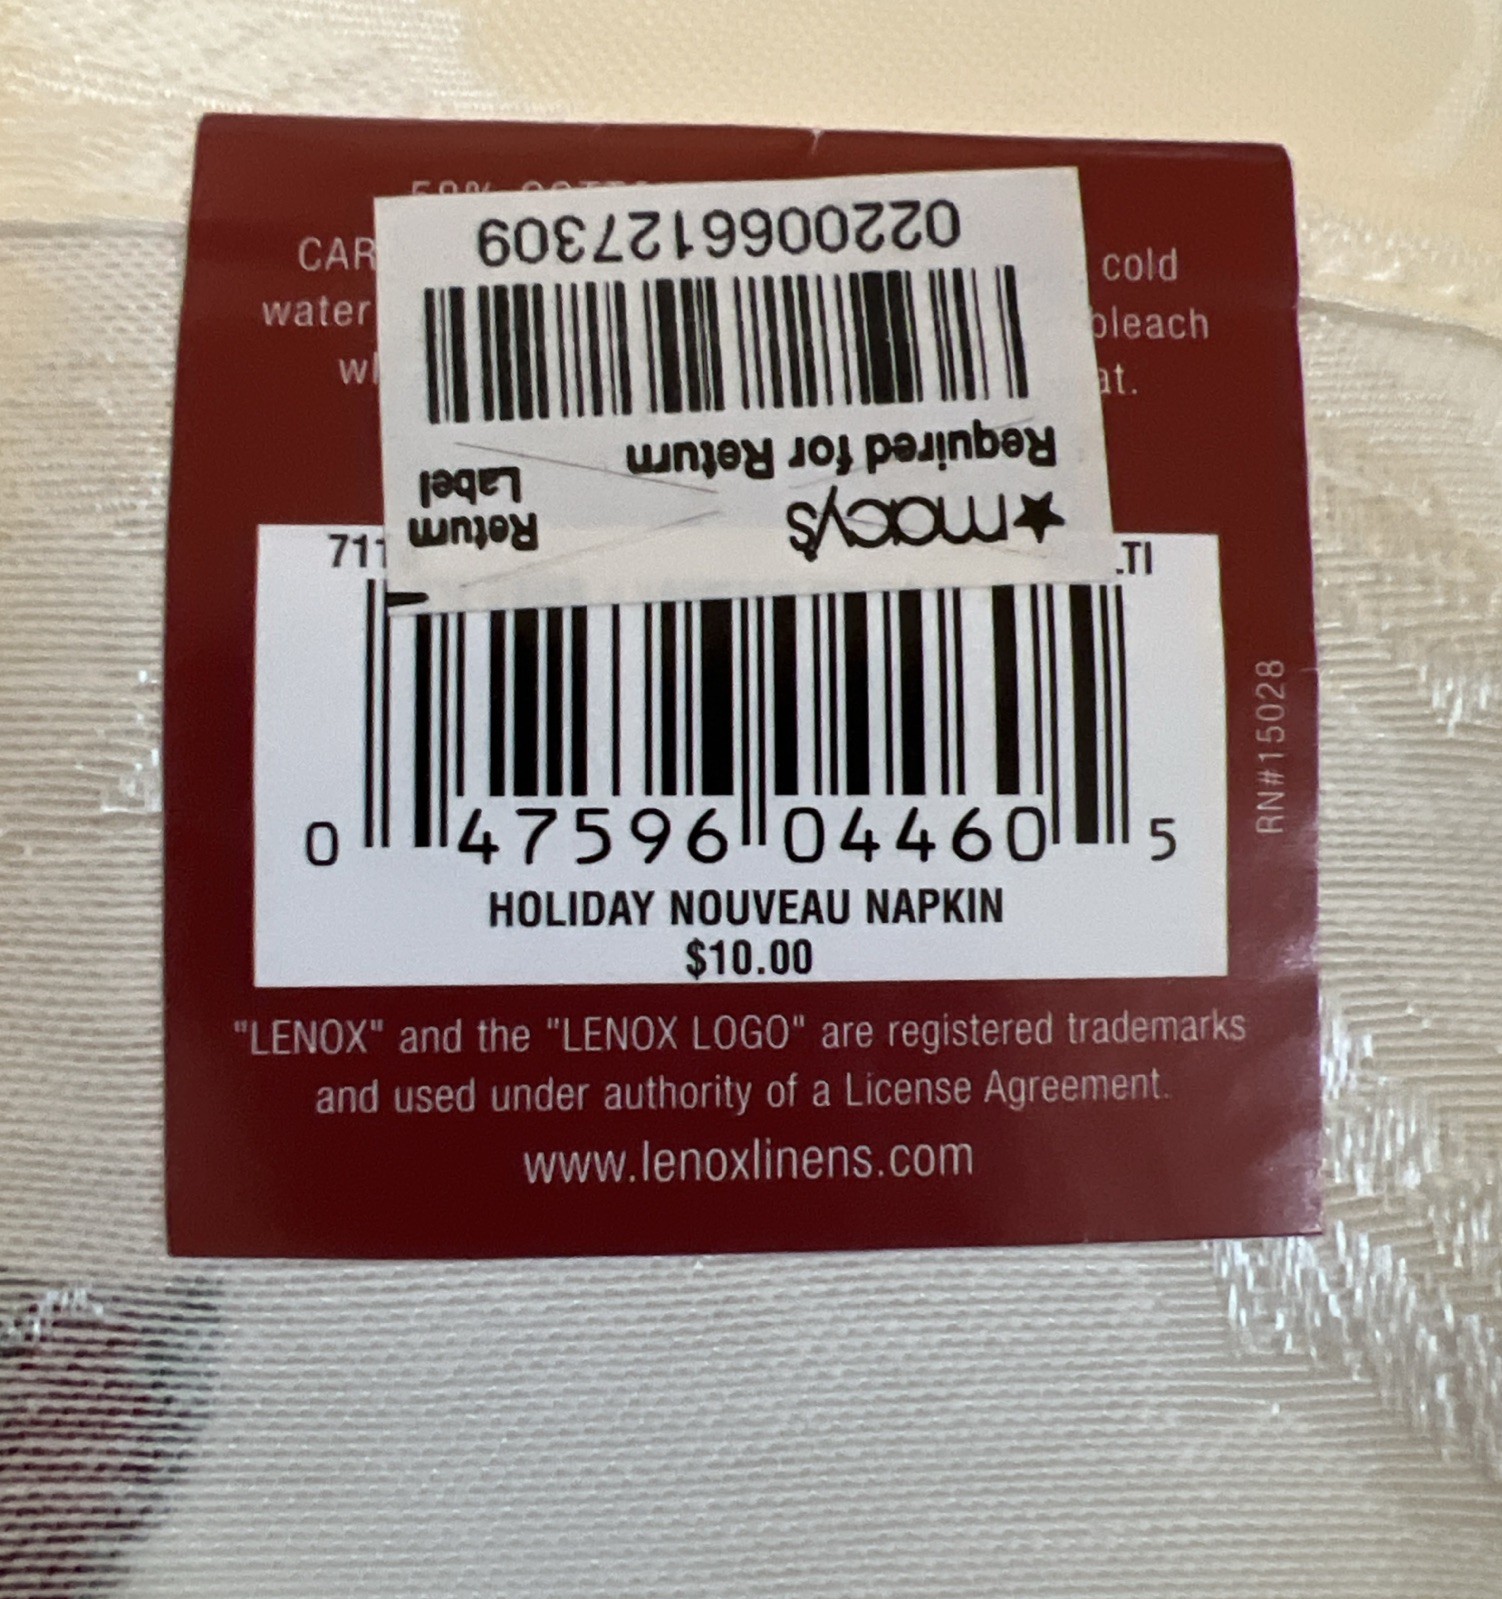 CAR cold
water bleach
at.
0220066127309
Required for Return
macy's
Return
Label
711 LTI
0 47596 04460 5
HOLIDAY NOUVEAU NAPKIN
$10.00
RN#15028
"LENOX" and the "LENOX LOGO" are registered trademarks
and used under authority of a License Agreement.
www.lenoxlinens.com